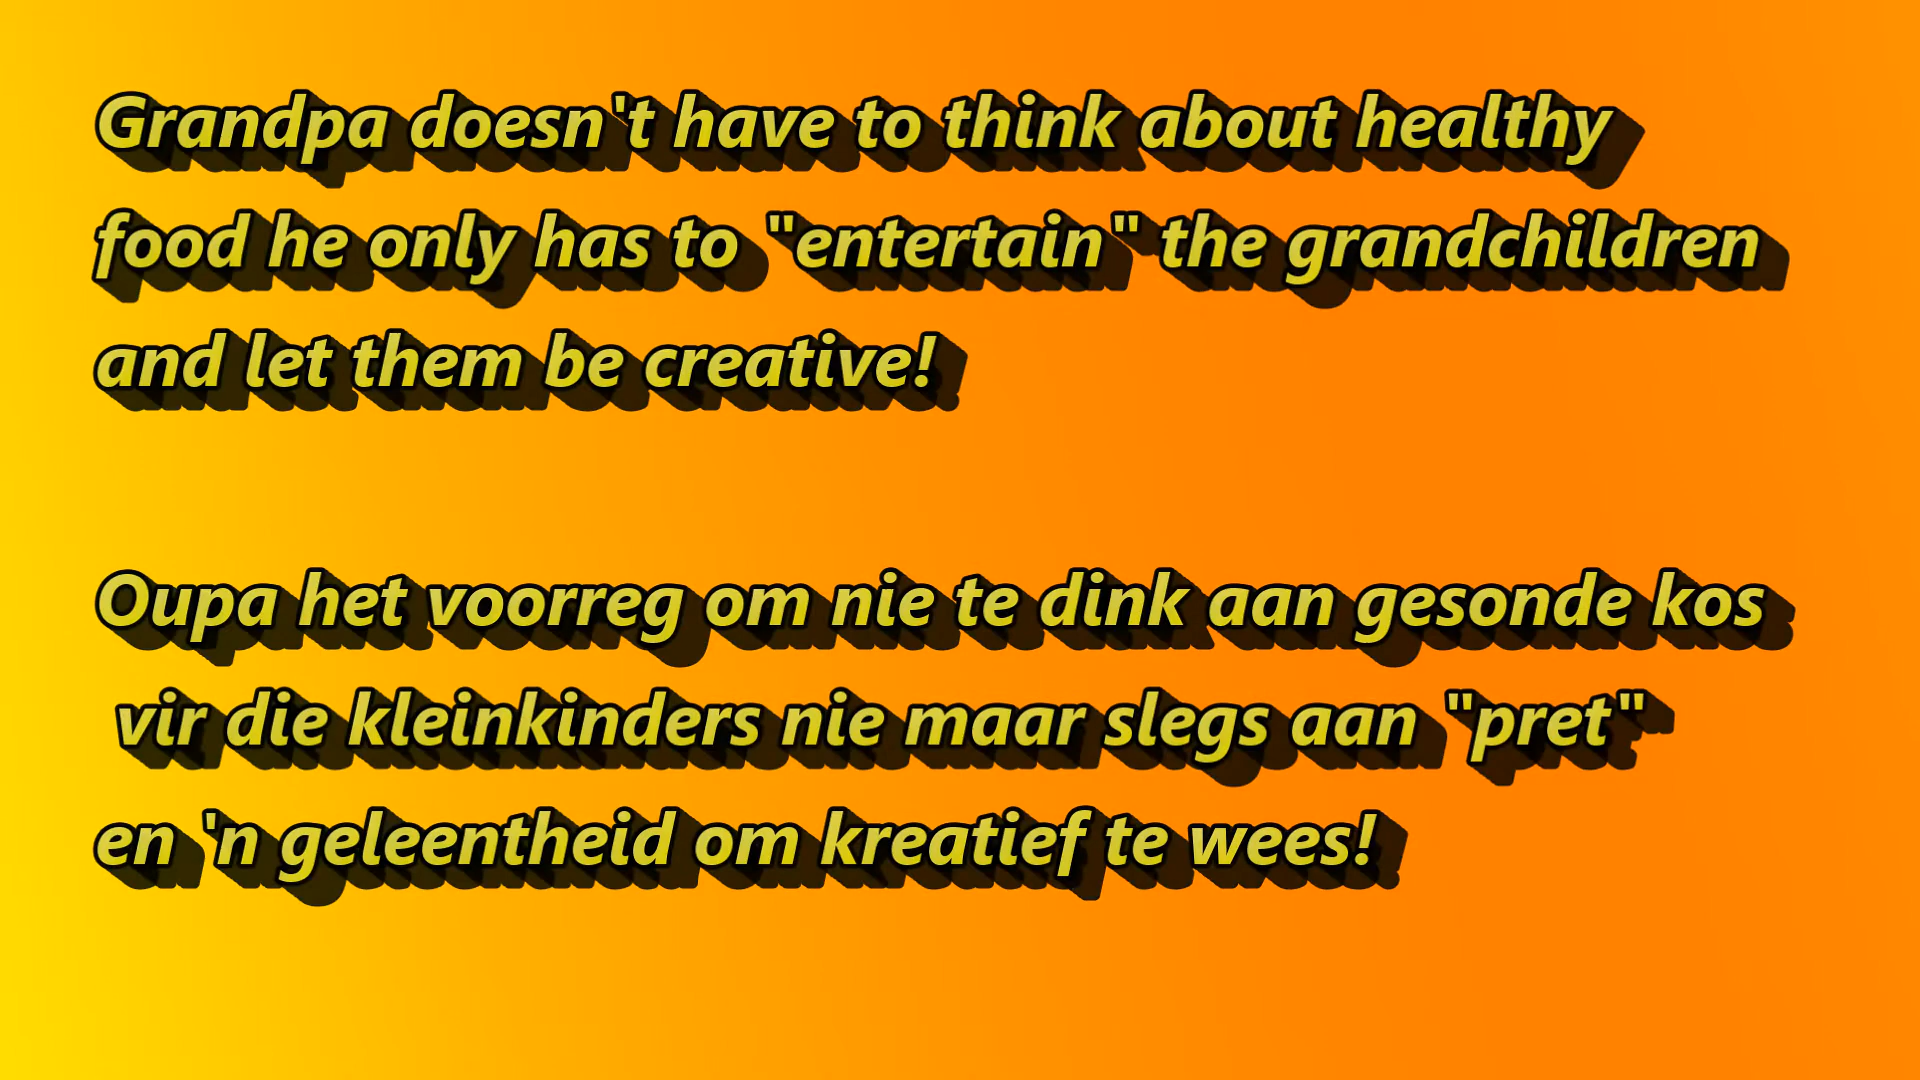 Grandpa doesn't have to think about healthy
food he only has to "entertain" the grandchildren
and let them be creative!
Oupa het voorreg om nie te dink aan gesonde kos
vir die kleinkinders nie maar slegs aan "pret"
en 'n geleentheid om kreatief te wees!